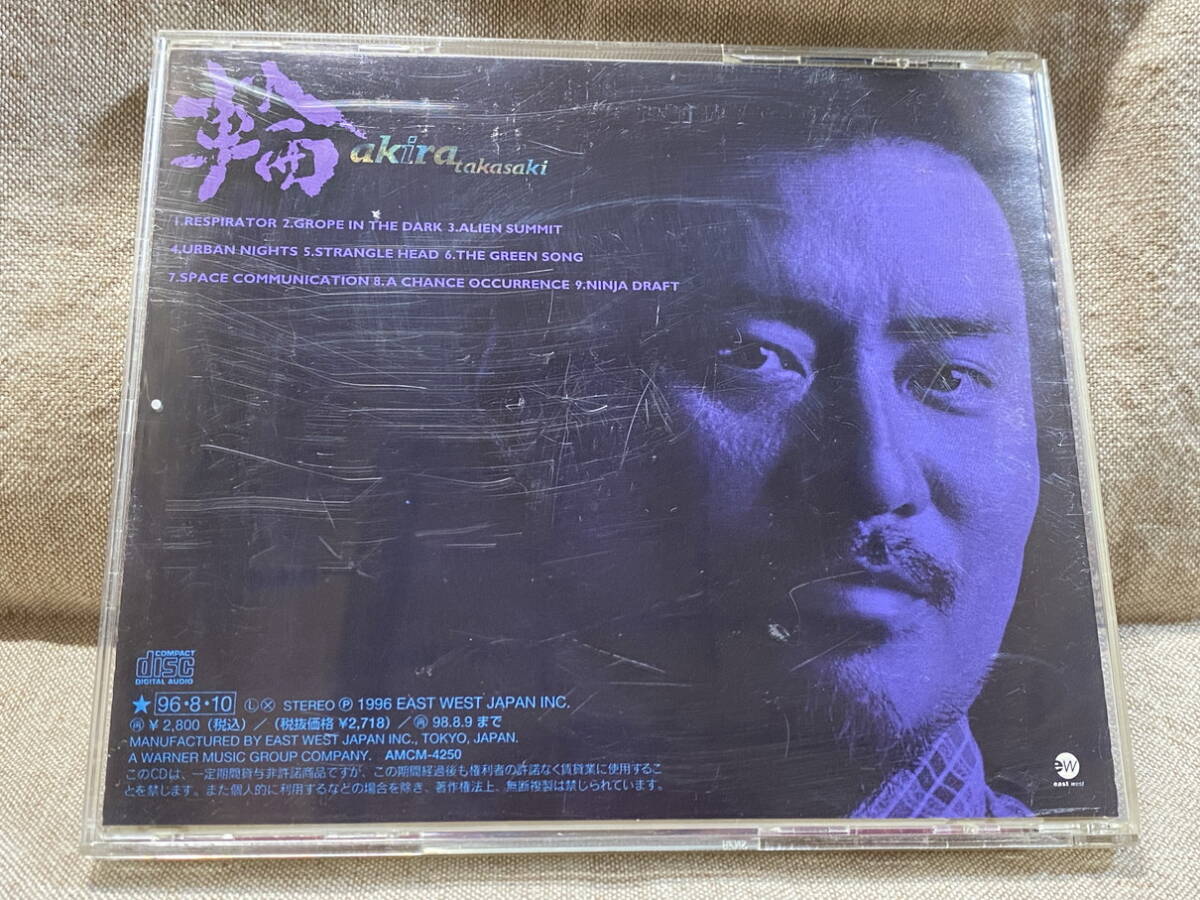 輪
akira takasaki
1.RESPIRATOR 2.GROPE IN THE DARK 3.ALIEN SUMMIT
4.URBAN NIGHTS 5.STRANGLE HEAD 6.THE GREEN SONG
7.SPACE COMMUNICATION 8.A CHANCE OCCURRENCE 9.NINJA DRAFT
COMPACT
disc
DIGITAL AUDIO
★ 96・8・10 Ⓛ Ⓧ STEREO Ⓟ 1996 EAST WEST JAPAN INC.
㋐ ¥2,800（税込）／（税抜価格 ¥2,718）／㋐ 98.8.9 まで
MANUFACTURED BY EAST WEST JAPAN INC., TOKYO, JAPAN.
A WARNER MUSIC GROUP COMPANY. AMCM-4250
このCDは、一定期間貸与非許諾商品ですが、この期間経過後も権利者の許諾なく賃貸業に使用するこ
とを禁じます。また個人的に利用するなどの場合を除き、著作権法上、無断複製は禁じられています。
ew
east west